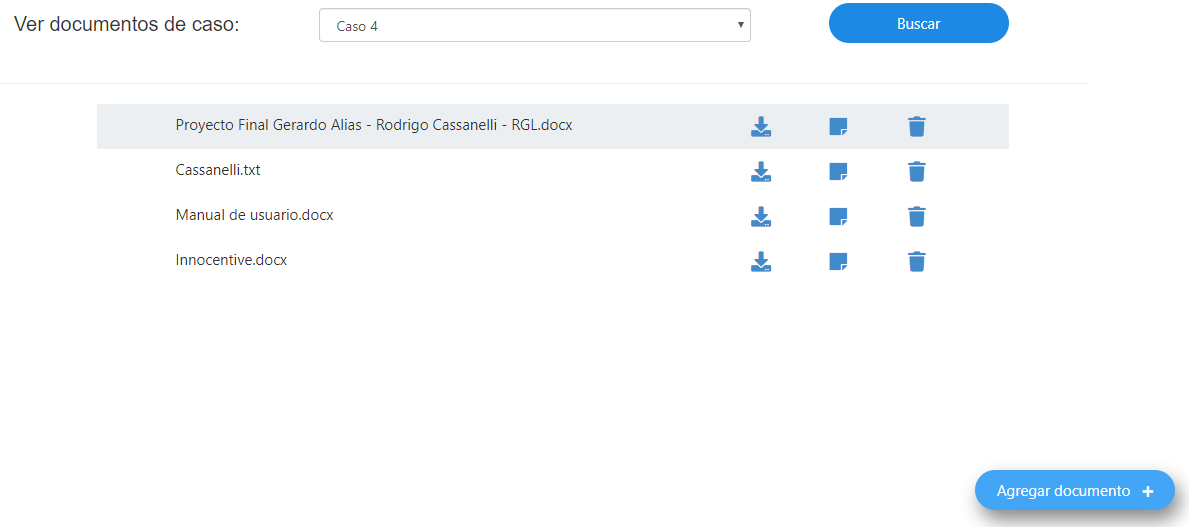 Ver documentos de caso:
Caso 4
Buscar
Proyecto Final Gerardo Alias - Rodrigo Cassanelli - RGL.docx
Cassanelli.txt
Manual de usuario.docx
Innocentive.docx
Agregar documento +